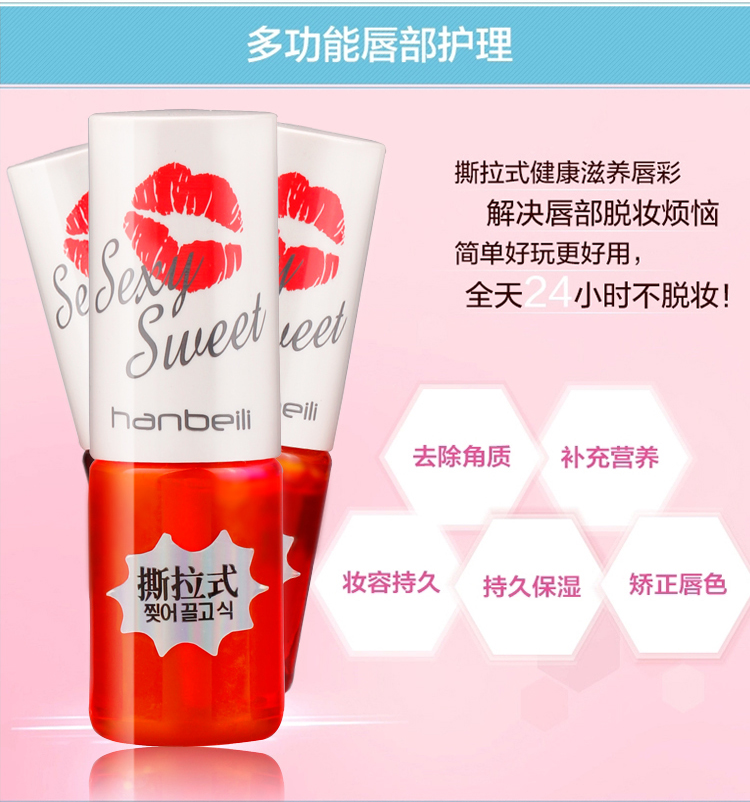 多功能唇部护理
撕拉式健康滋养唇彩
解决唇部脱妆烦恼
简单好玩更好用，
全天24小时不脱妆！
Sexy
Sweet
hanbeili
撕拉式
찢어 끌고 식
Se
weet
eili
去除角质
补充营养
妆容持久
持久保湿
矫正唇色